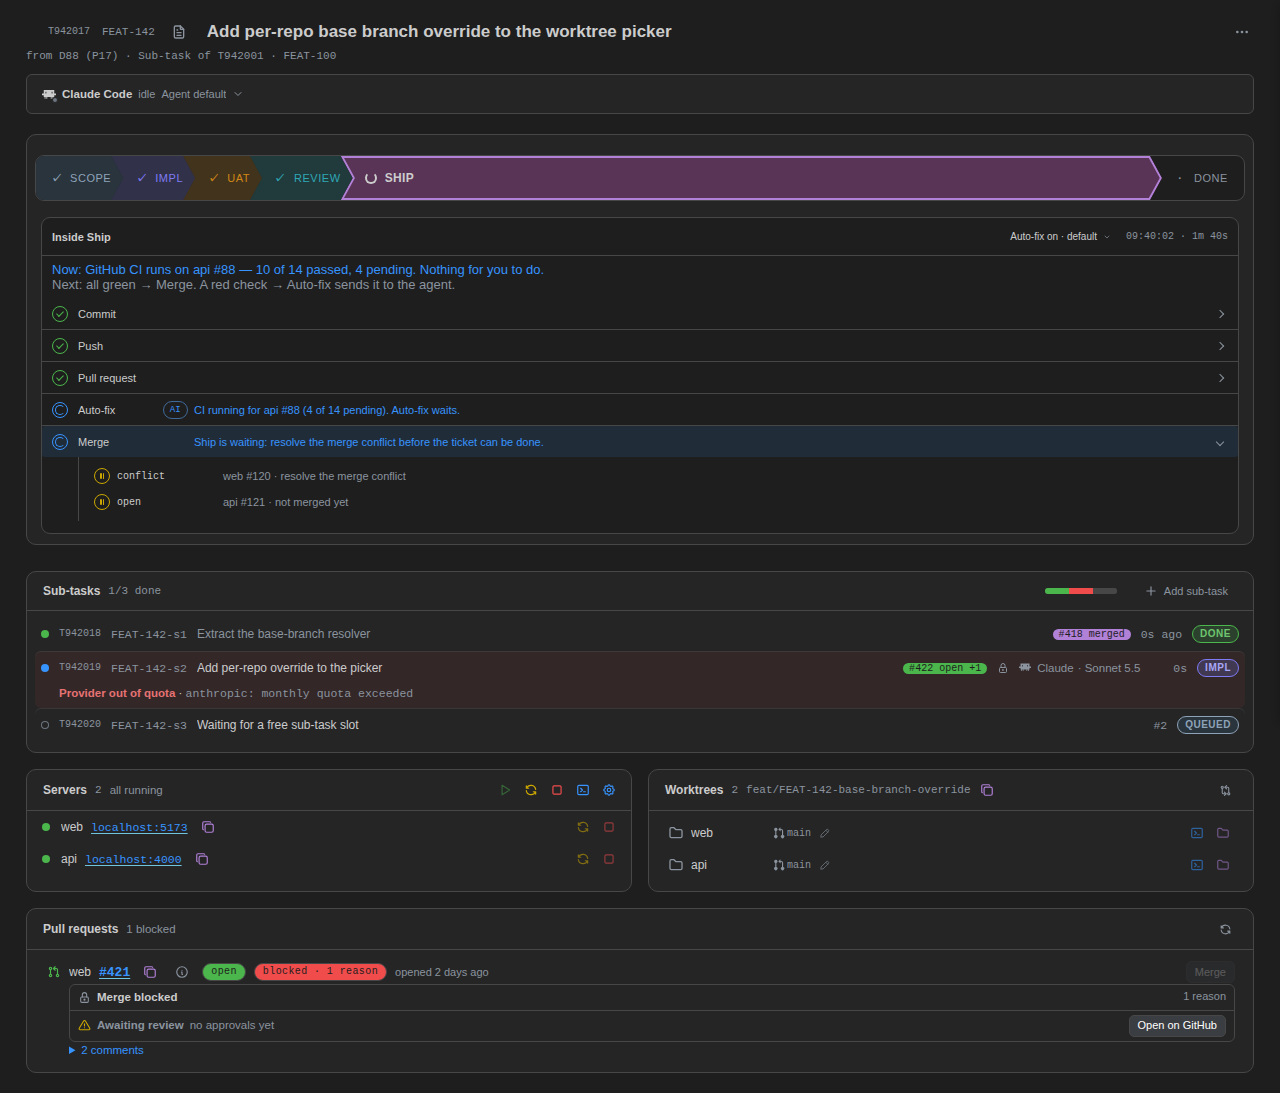 T942017 FEAT-142 Add per-repo base branch override to the worktree picker
from D88 (P17) · Sub-task of T942001 · FEAT-100
Claude Code idle Agent default
SCOPE IMPL UAT REVIEW SHIP DONE
Inside Ship Auto-fix on · default 09:40:02 · 1m 40s
Now: GitHub CI runs on api #88 — 10 of 14 passed, 4 pending. Nothing for you to do.
Next: all green → Merge. A red check → Auto-fix sends it to the agent.
Commit
Push
Pull request
Auto-fix AI CI running for api #88 (4 of 14 pending). Auto-fix waits.
Merge Ship is waiting: resolve the merge conflict before the ticket can be done.
conflict web #120 · resolve the merge conflict
open api #121 · not merged yet
Sub-tasks 1/3 done Add sub-task
T942018 FEAT-142-s1 Extract the base-branch resolver #418 merged 0s ago DONE
T942019 FEAT-142-s2 Add per-repo override to the picker #422 open +1 Claude · Sonnet 5.5 0s IMPL
Provider out of quota · anthropic: monthly quota exceeded
T942020 FEAT-142-s3 Waiting for a free sub-task slot #2 QUEUED
Servers 2 all running
web localhost:5173
api localhost:4000
Worktrees 2 feat/FEAT-142-base-branch-override
web main
api main
Pull requests 1 blocked
web #421 open blocked · 1 reason opened 2 days ago Merge
Merge blocked 1 reason
Awaiting review no approvals yet Open on GitHub
2 comments